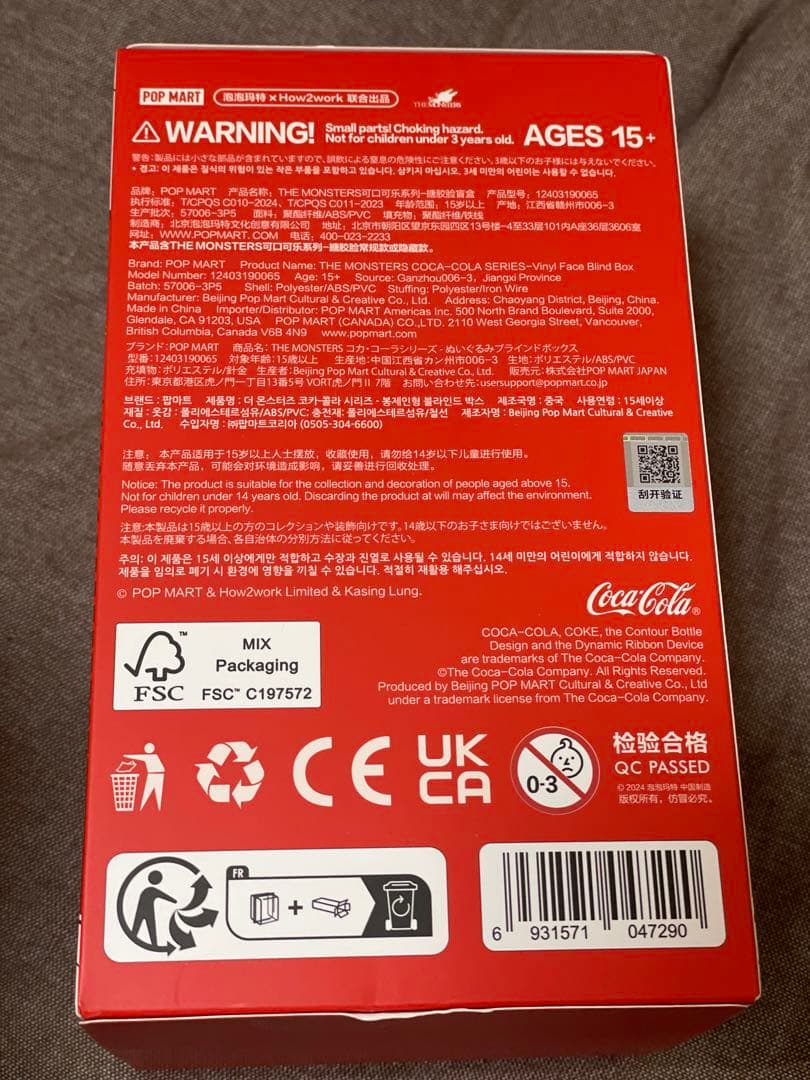 POP MART 泡泡玛特×How2work 联合出品 THE MONSTERS
WARNING! Small parts! Choking hazard.
Not for children under 3 years old. AGES 15+
警告:製品には小さな部品が含まれていますので、誤飲による窒息の危険性にご注意ください。3歳以下のお子様には与えないでください。
* 경고: 이 제품은 질식의 위험이 있는 작은 부품을 포함하고 있습니다. 삼키지 마십시오. 3세 미만의 어린이는 사용할 수 없습니다.
品牌：POP MART 产品名称：THE MONSTERS可口可乐系列-搪胶脸盲盒 产品型号：12403190065
执行标准：T/CPQS C010-2024、T/CPQS C011-2023 年龄范围：15岁以上 产地：江西省赣州市006-3
生产批次：57006-3P5 面料：聚酯纤维/ABS/PVC 填充物：聚酯纤维/铁线
制造商：北京泡泡玛特文化创意有限公司 地址：北京市朝阳区望京东园四区13号楼-4至33层101内A座36层3606室
网址：WWW.POPMART.COM 电话：400-023-2233
本产品含THE MONSTERS可口可乐系列-搪胶脸常规款或隐藏款。
Brand: POP MART Product Name: THE MONSTERS COCA-COLA SERIES-Vinyl Face Blind Box
Model Number: 12403190065 Age: 15+ Source: Ganzhou006-3, Jiangxi Province
Batch: 57006-3P5 Shell: Polyester/ABS/PVC Stuffing: Polyester/Iron Wire
Manufacturer: Beijing Pop Mart Cultural & Creative Co., Ltd. Address: Chaoyang District, Beijing, China.
Made in China Importer/Distributor: POP MART Americas Inc. 500 North Brand Boulevard, Suite 2000,
Glendale, CA 91203, USA POP MART (CANADA) CO.,LTD. 2110 West Georgia Street, Vancouver,
British Columbia, Canada V6B 4N9 www.popmart.com
ブランド：POP MART 製品名：THE MONSTERS コカ・コーラシリーズ - ぬいぐるみブラインドボックス
型番：12403190065 対象年齢：15歳以上 生産地：中国江西省カン州市006-3 生地：ポリエステル/ABS/PVC
充填物：ポリエステル/針金 生産者：Beijing Pop Mart Cultural & Creative Co., Ltd. 販売元：株式会社POP MART JAPAN
住所：東京都港区虎ノ門一丁目13番5号 VORT虎ノ門Ⅱ 7階 お問い合わせ先：usersupport@popmart.co.jp
브랜드 : 팝마트 제품명 : 더 몬스터즈 코카-콜라 시리즈 - 봉제인형 블라인드 박스 제조국명 : 중국 사용연령 : 15세이상
재질 : 옷감 : 폴리에스테르섬유/ABS/PVC; 충전재: 폴리에스테르섬유/철선 제조자명 : Beijing Pop Mart Cultural & Creative
Co., Ltd. 수입자명 : ㈜팝마트코리아 (0505-304-6600)
注意： 本产品适用于15岁以上人士摆放，收藏使用，请勿给14岁以下儿童进行使用。
随意丢弃本产品，可能会对环境造成影响，请妥善进行回收处理。
刮开验证
Notice: The product is suitable for the collection and decoration of people aged above 15.
Not for children under 14 years old. Discarding the product at will may affect the environment.
Please recycle it properly.
注意:本製品は15歳以上の方のコレクションや装飾向けです。14歳以下のお子さま向けではございません。
本製品を廃棄する場合、各自治体の分別方法に従ってください。
주의: 이 제품은 15세 이상에게만 적합하고 수장과 진열로 사용될 수 있습니다. 14세 미만의 어린이에게 적합하지 않습니다.
제품을 임의로 폐기 시 환경에 영향을 끼칠 수 있습니다. 적절히 재활용 해주십시오.
© POP MART & How2work Limited & Kasing Lung.
Coca-Cola®
COCA-COLA, COKE, the Contour Bottle
Design and the Dynamic Ribbon Device
are trademarks of The Coca-Cola Company.
©The Coca-Cola Company. All Rights Reserved.
Produced by Beijing POP MART Cultural & Creative Co., Ltd
under a trademark license from The Coca-Cola Company.
FSC™
MIX
Packaging
FSC™ C197572
CE
UK
CA
0-3
检验合格
QC PASSED
© 2024 泡泡玛特 中国制造
版权所有，仿冒必究。
FR
+
6 931571 047290